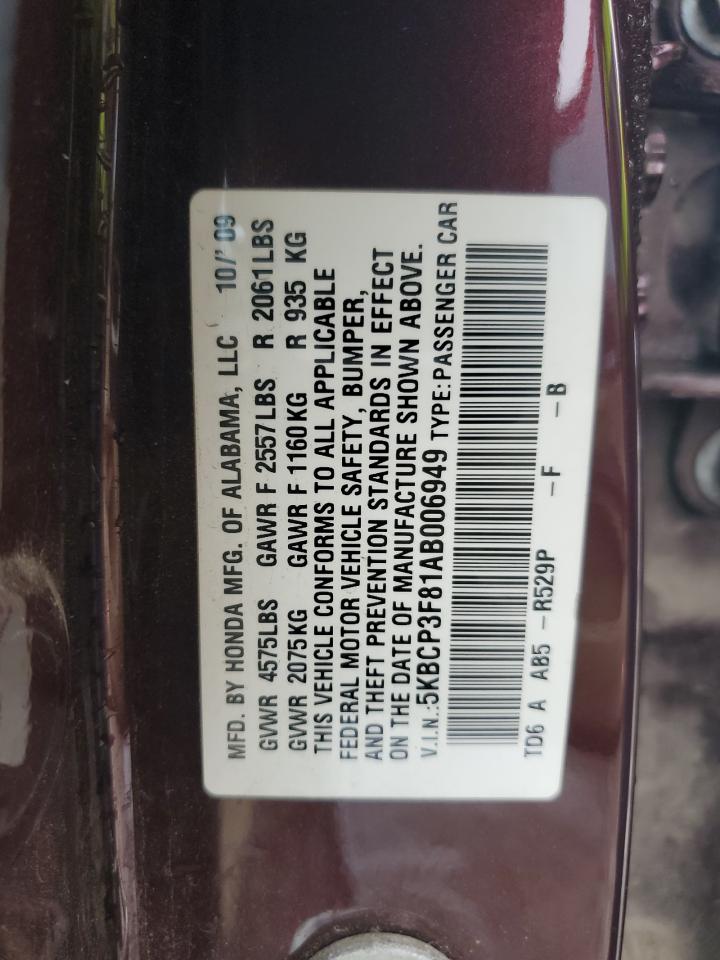 MFD. BY HONDA MFG. OF ALABAMA, LLC 10/'09
GVWR 4575LBS GAWR F 2557LBS R 2061LBS
GVWR 2075KG GAWR F 1160KG R 935 KG
THIS VEHICLE CONFORMS TO ALL APPLICABLE
FEDERAL MOTOR VEHICLE SAFETY, BUMPER,
AND THEFT PREVENTION STANDARDS IN EFFECT
ON THE DATE OF MANUFACTURE SHOWN ABOVE.
V.I.N.:5KBCP3F81AB006949 TYPE:PASSENGER CAR
TD6 A AB5 -R529P -F -B